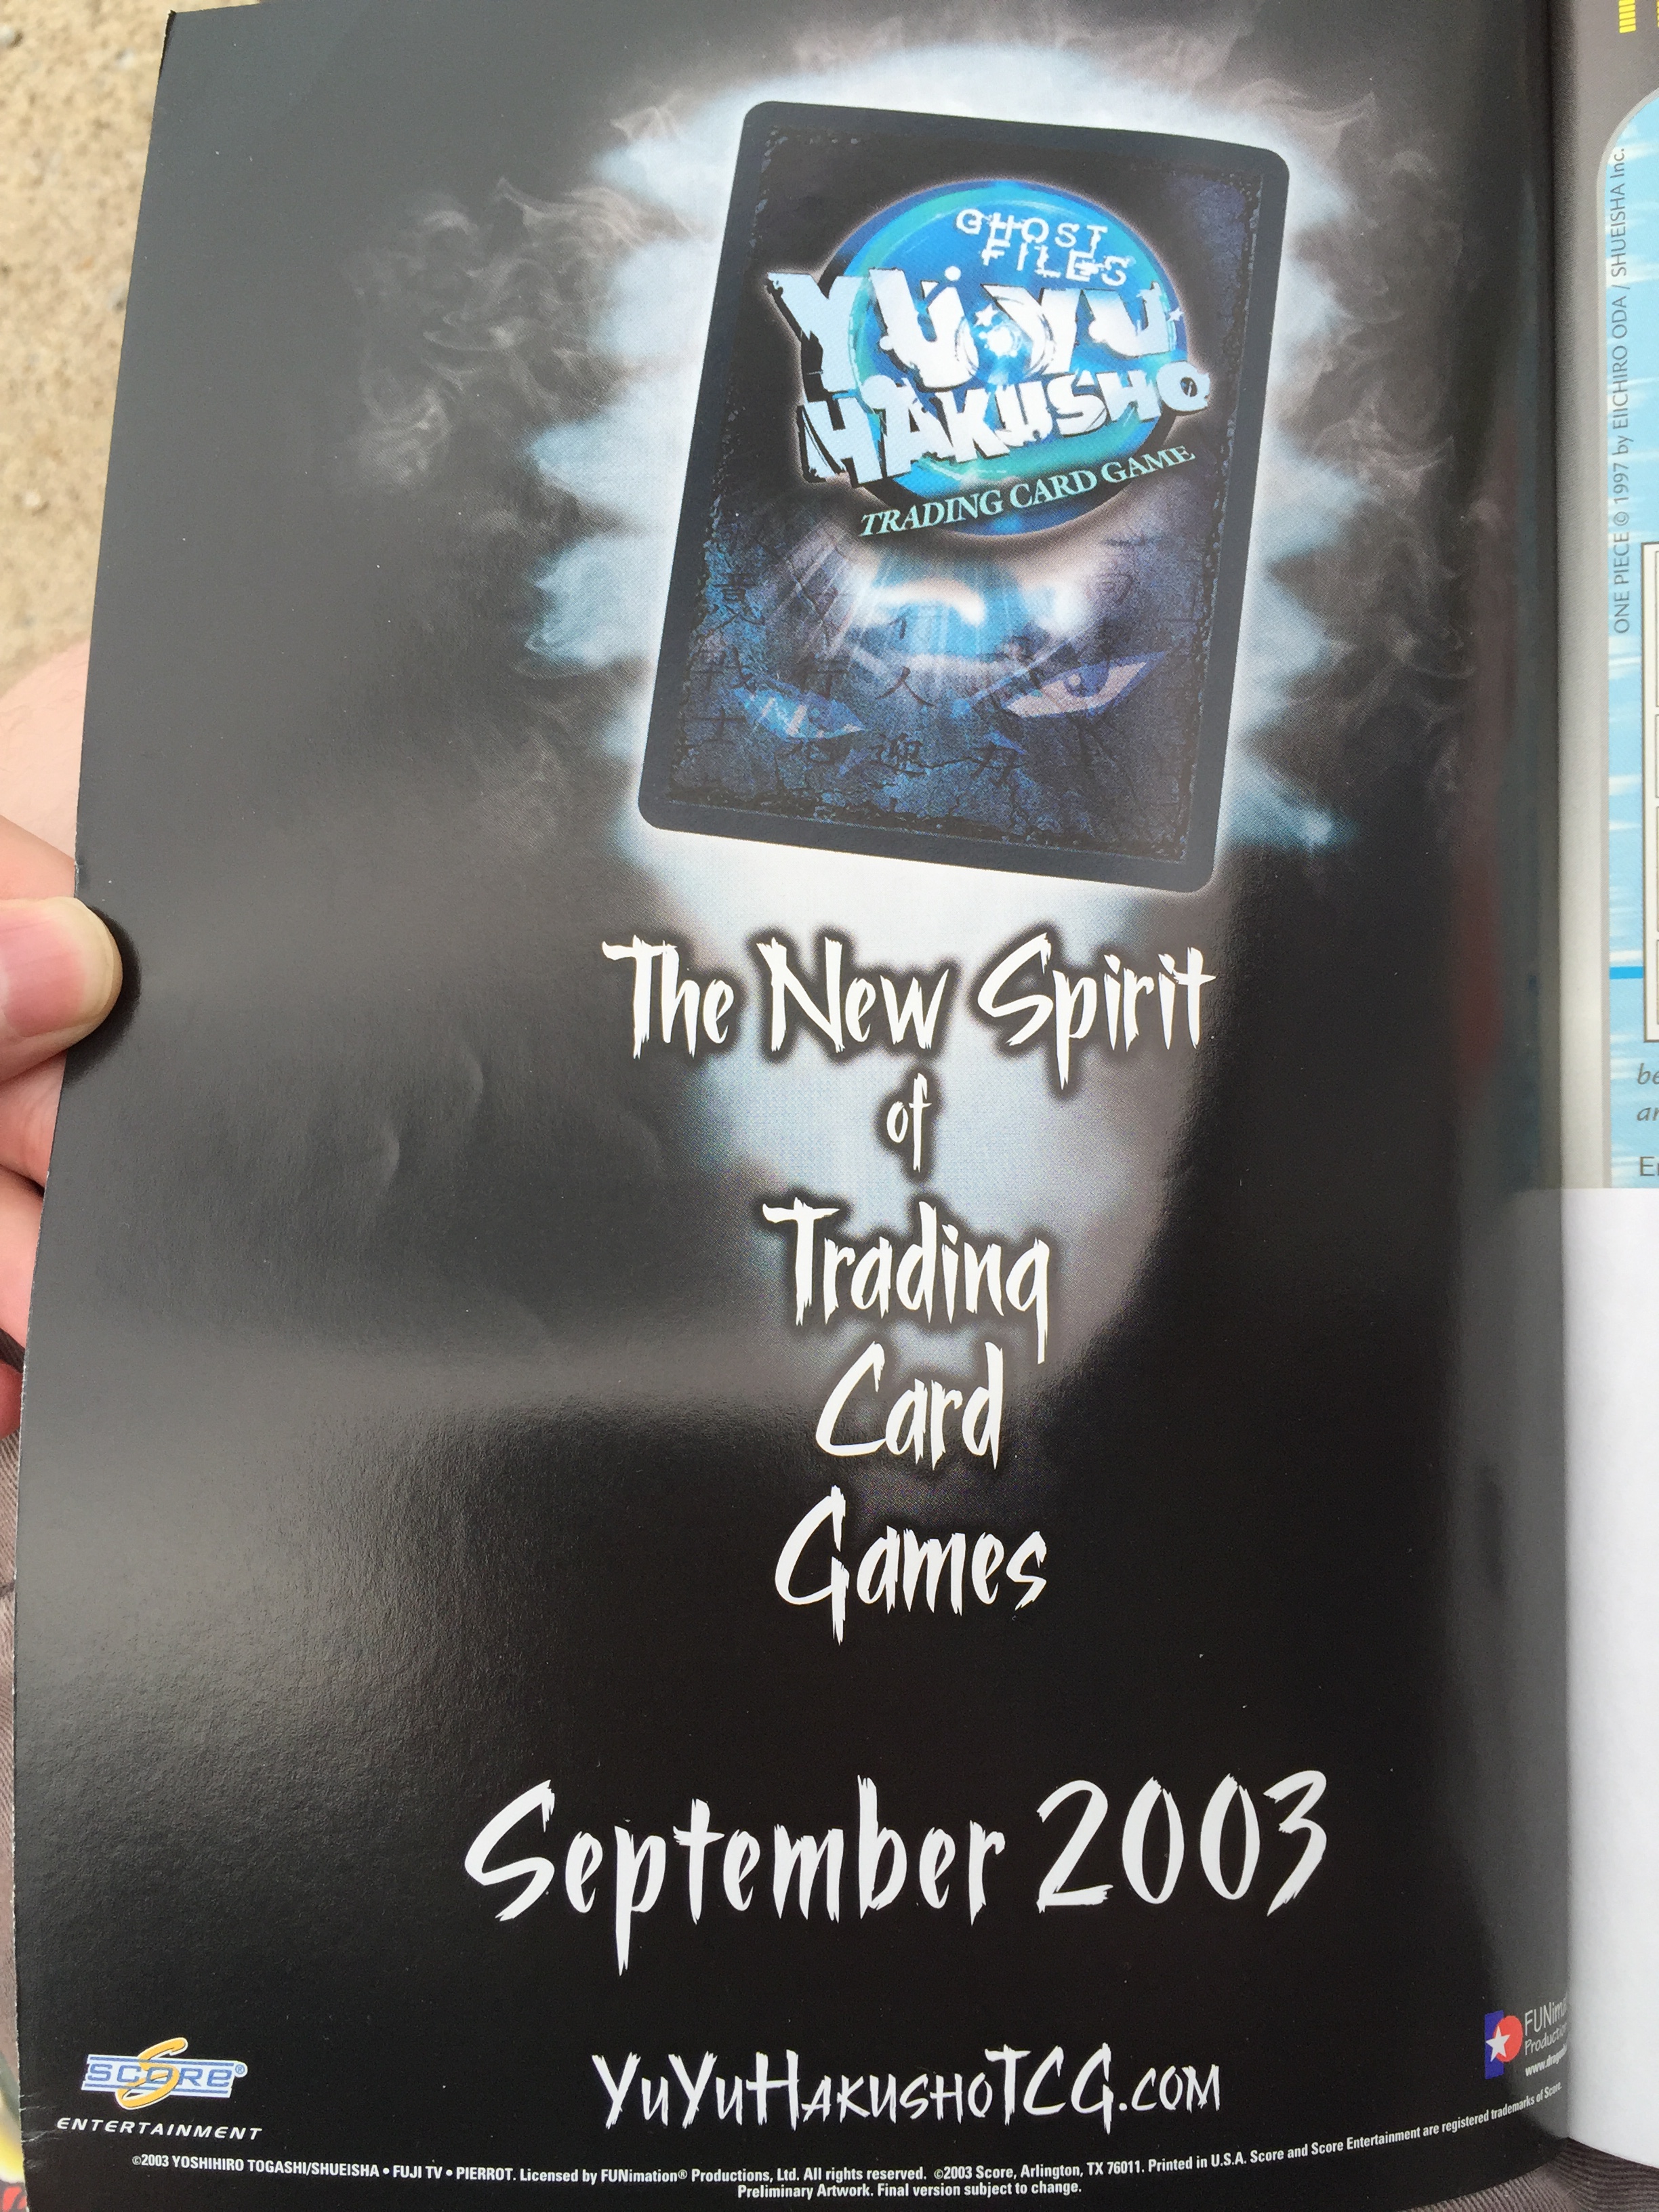 GHOST
FILES
YU YU
HAKUSHO
TRADING CARD GAME
The New Spirit
of
Trading
Card
Games
September 2003
YuYuHakushoTCG.com
SCORE®
ENTERTAINMENT
©2003 YOSHIHIRO TOGASHI/SHUEISHA • FUJI TV • PIERROT. Licensed by FUNimation® Productions, Ltd. All rights reserved. ©2003 Score, Arlington, TX 76011. Printed in U.S.A. Score and Score Entertainment are registered trademarks of Score.
Preliminary Artwork. Final version subject to change.
ONE PIECE © 1997 by EIICHIRO ODA / SHUEISHA Inc.